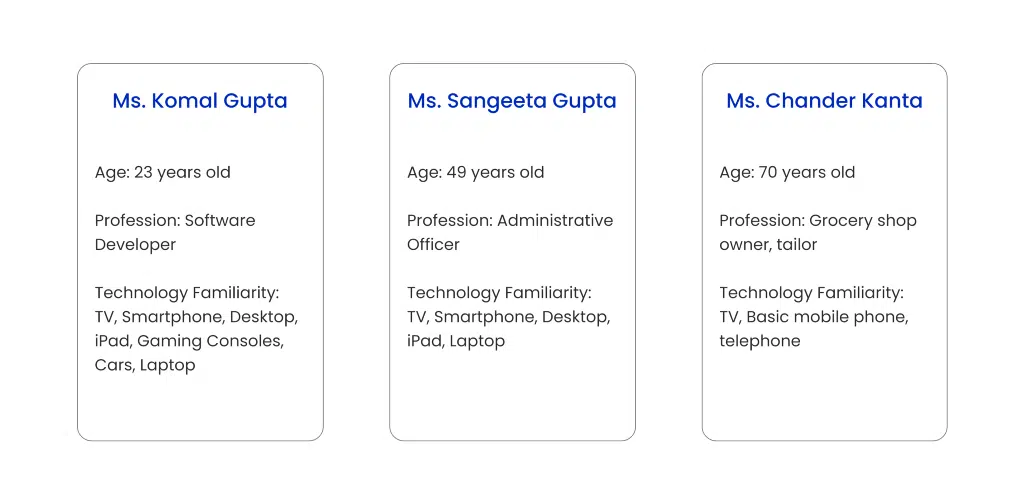 Ms. Komal Gupta
Age: 23 years old
Profession: Software
Developer
Technology Familiarity:
TV, Smartphone, Desktop,
iPad, Gaming Consoles,
Cars, Laptop
Ms. Sangeeta Gupta
Age: 49 years old
Profession: Administrative
Officer
Technology Familiarity:
TV, Smartphone, Desktop,
iPad, Laptop
Ms. Chander Kanta
Age: 70 years old
Profession: Grocery shop
owner, tailor
Technology Familiarity:
TV, Basic mobile phone,
telephone